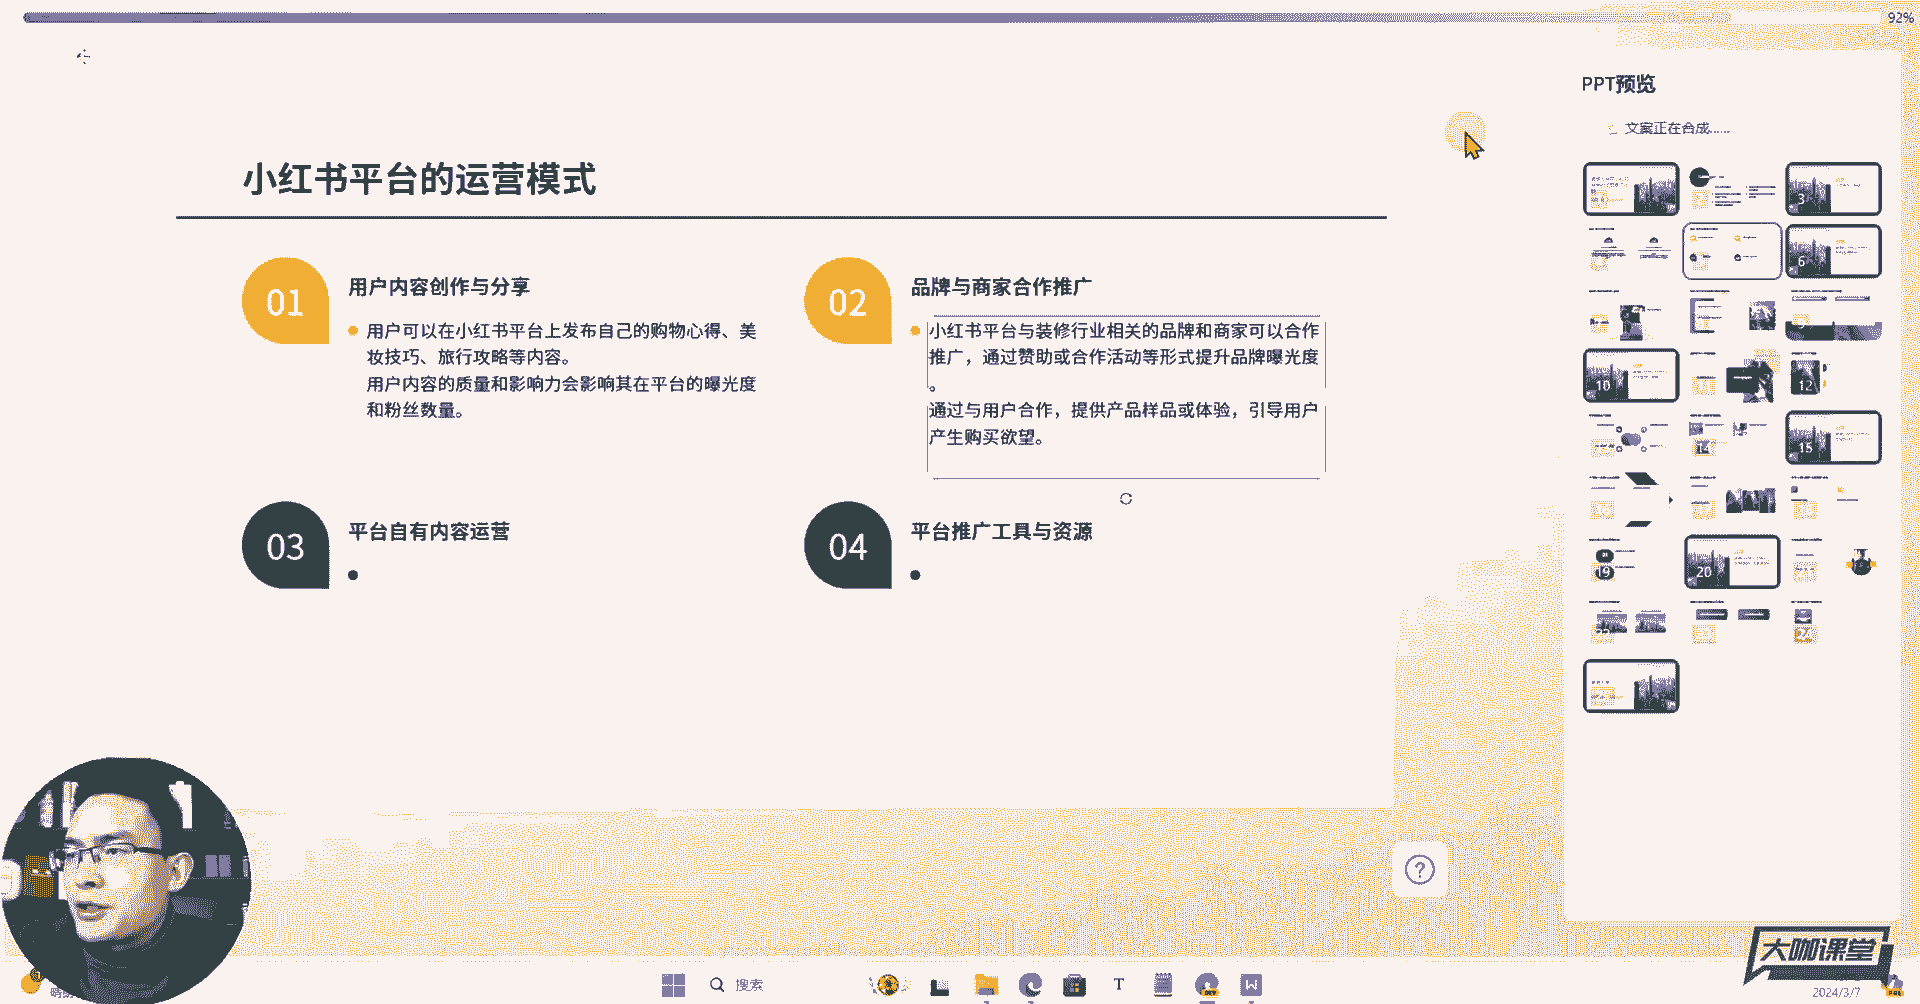 92%
PPT预览
文案正在合成......
小红书平台的运营模式
01
用户内容创作与分享
用户可以在小红书平台上发布自己的购物心得、美
妆技巧、旅行攻略等内容。
用户内容的质量和影响力会影响其在平台的曝光度
和粉丝数量。
02
品牌与商家合作推广
小红书平台与装修行业相关的品牌和商家可以合作
推广，通过赞助或合作活动等形式提升品牌曝光度
。
通过与用户合作，提供产品样品或体验，引导用户
产生购买欲望。
03
平台自有内容运营
04
平台推广工具与资源
3
6
10
12
14
15
19
20
?
大咖课堂
搜索
T
W
2024/3/7